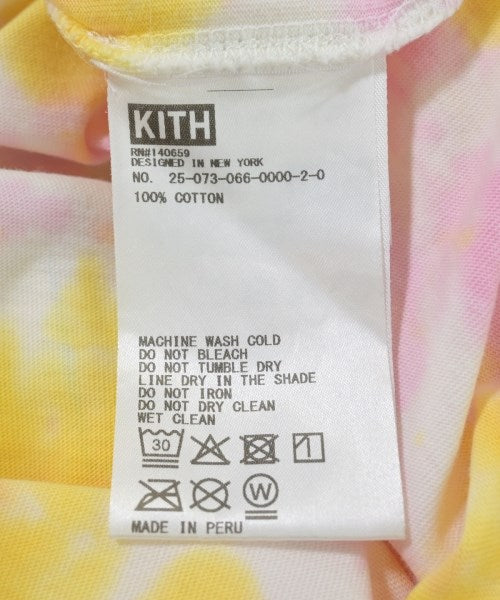 KITH
RN#140659
DESIGNED IN NEW YORK
NO. 25-073-066-0000-2-0
100% COTTON
MACHINE WASH COLD
DO NOT BLEACH
DO NOT TUMBLE DRY
LINE DRY IN THE SHADE
DO NOT IRON
DO NOT DRY CLEAN
WET CLEAN
30
W
MADE IN PERU